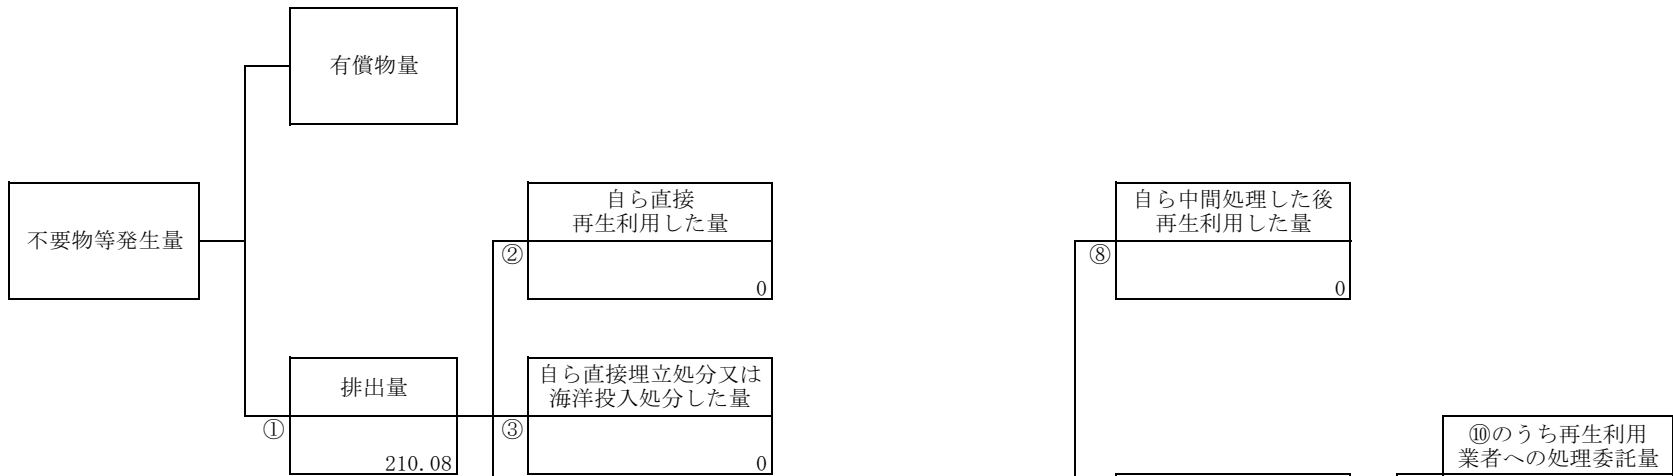 有償物量
不要物等発生量
自ら直接
再生利用した量
②
0
自ら中間処理した後
再生利用した量
⑧
0
排出量
①
210.08
自ら直接埋立処分又は
海洋投入処分した量
③
0
⑩のうち再生利用
業者への処理委託量